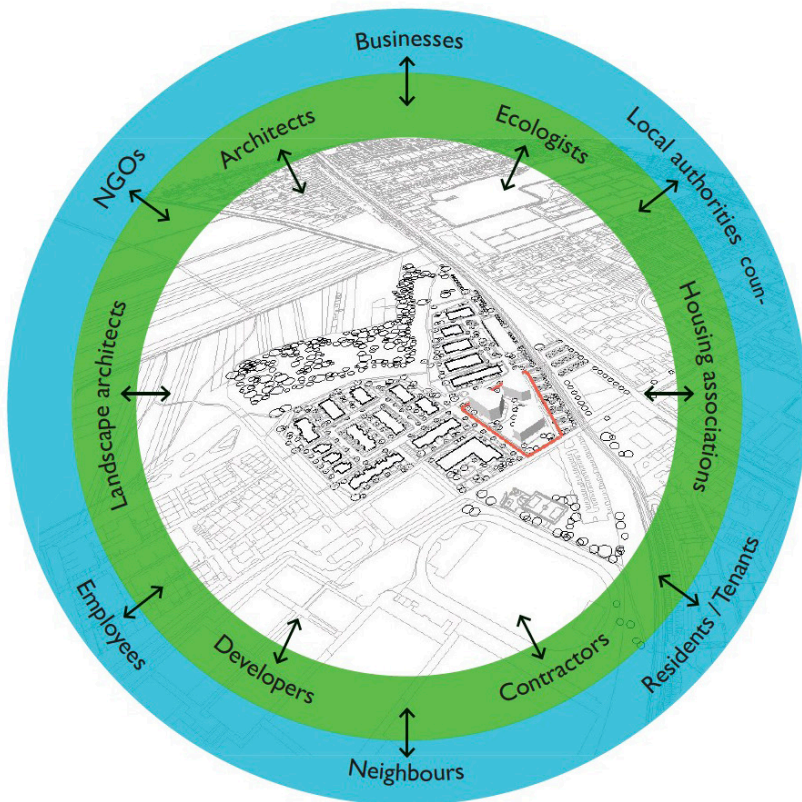 Businesses
Local authorities coun-
Residents / Tenants
Neighbours
Employees
NGOs
Architects
Ecologists
Housing associations
Contractors
Developers
Landscape architects